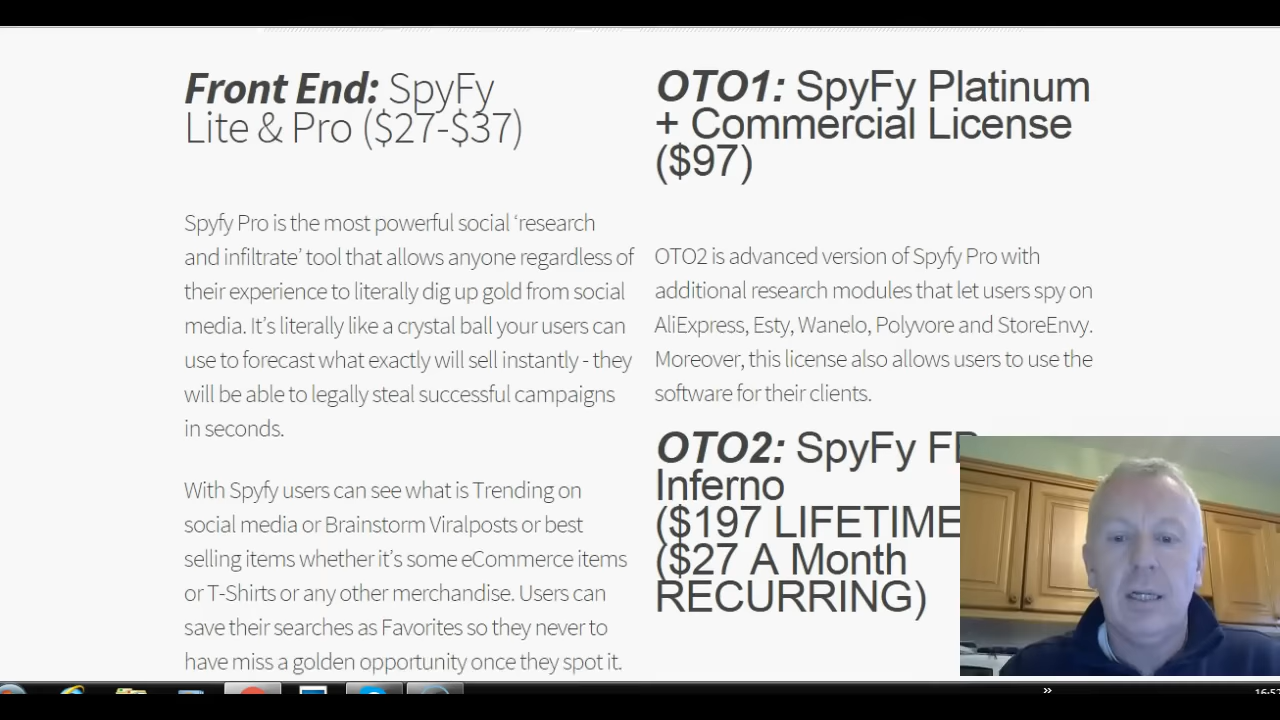 Front End: SpyFy
Lite & Pro ($27-$37)
Spyfy Pro is the most powerful social ‘research
and infiltrate’ tool that allows anyone regardless of
their experience to literally dig up gold from social
media. It’s literally like a crystal ball your users can
use to forecast what exactly will sell instantly - they
will be able to legally steal successful campaigns
in seconds.
With Spyfy users can see what is Trending on
social media or Brainstorm Viralposts or best
selling items whether it’s some eCommerce items
or T-Shirts or any other merchandise. Users can
save their searches as Favorites so they never to
have miss a golden opportunity once they spot it.
OTO1: SpyFy Platinum
+ Commercial License
($97)
OTO2 is advanced version of Spyfy Pro with
additional research modules that let users spy on
AliExpress, Esty, Wanelo, Polyvore and StoreEnvy.
Moreover, this license also allows users to use the
software for their clients.
OTO2: SpyFy
Inferno
($197 LIFETIME
($27 A Month
RECURRING)